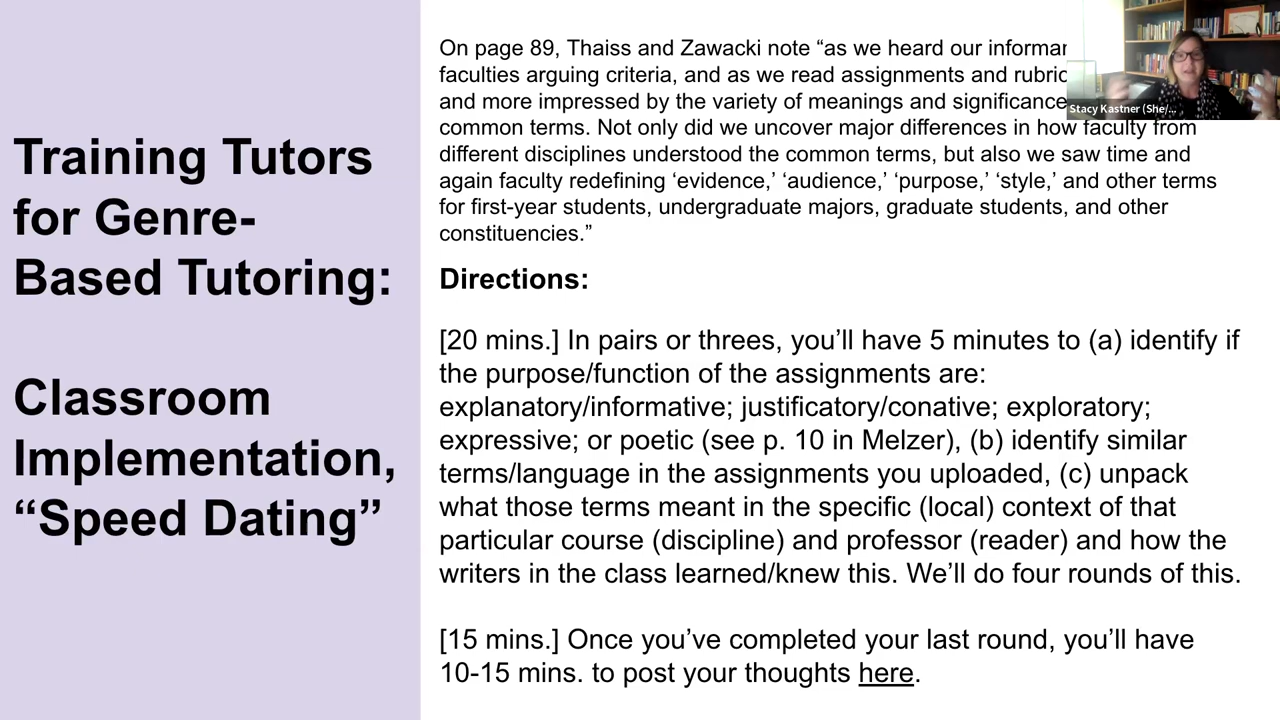 Training Tutors
for Genre-
Based Tutoring:
Classroom
Implementation,
“Speed Dating”
On page 89, Thaiss and Zawacki note “as we heard our
faculties arguing criteria, and as we read assignments and
and more impressed by the variety of meanings and
common terms. Not only did we uncover major differences in how faculty from
different disciplines understood the common terms, but also we saw time and
again faculty redefining ‘evidence,’ ‘audience,’ ‘purpose,’ ‘style,’ and other terms
for first-year students, undergraduate majors, graduate students, and other
constituencies.”
Directions:
[20 mins.] In pairs or threes, you’ll have 5 minutes to (a) identify if
the purpose/function of the assignments are:
explanatory/informative; justificatory/conative; exploratory;
expressive; or poetic (see p. 10 in Melzer), (b) identify similar
terms/language in the assignments you uploaded, (c) unpack
what those terms meant in the specific (local) context of that
particular course (discipline) and professor (reader) and how the
writers in the class learned/knew this. We’ll do four rounds of this.
[15 mins.] Once you’ve completed your last round, you’ll have
10-15 mins. to post your thoughts here.
Stacy Kastner (She/...